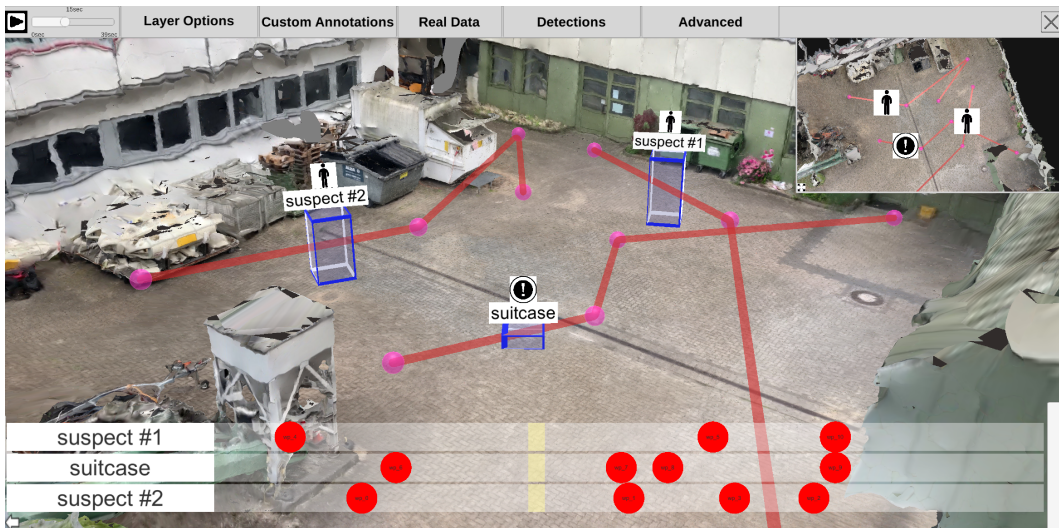 15sec
0sec
39sec
Layer Options
Custom Annotations
Real Data
Detections
Advanced
suspect #1
suspect #2
!
suitcase
!
suspect #1
suitcase
suspect #2